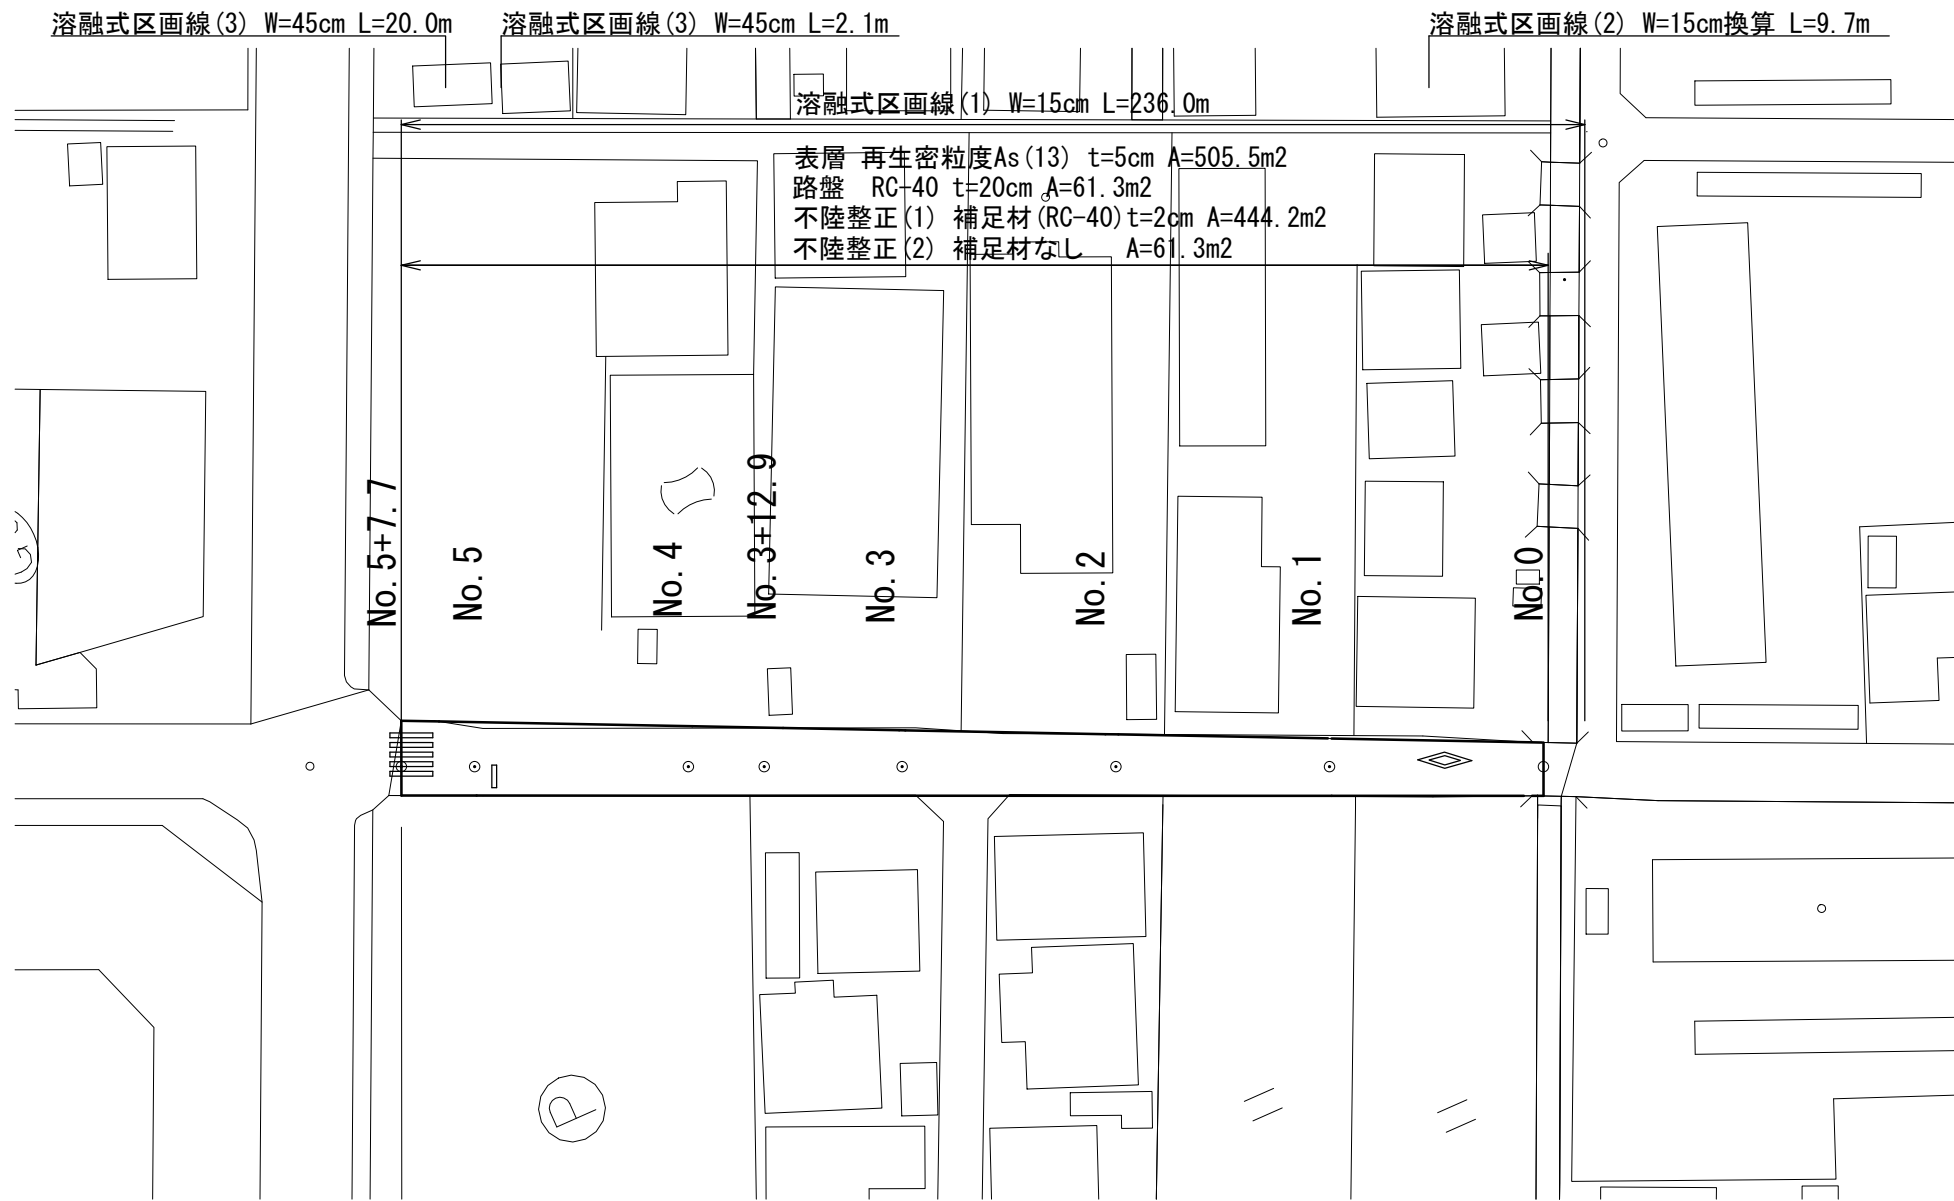 溶融式区画線(3) W=45cm L=20.0m
溶融式区画線(3) W=45cm L=2.1m
溶融式区画線(2) W=15cm換算 L=9.7m
溶融式区画線(1) W=15cm L=236.0m
表層 再生密粒度As(13) t=5cm A=505.5m2
路盤 RC-40 t=20cm A=61.3m2
不陸整正(1) 補足材(RC-40)t=2cm A=444.2m2
不陸整正(2) 補足材なし A=61.3m2
No.5+7.7
No.5
No.4
No.3+12.9
No.3
No.2
No.1
No.0
P